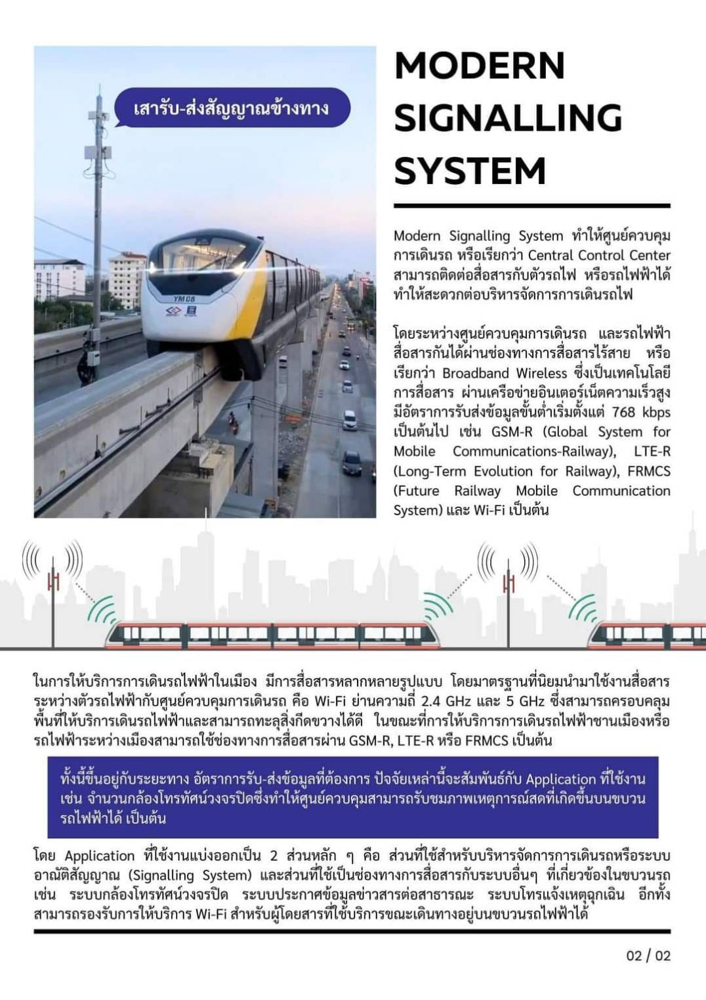 เสารับ-ส่งสัญญาณข้างทาง
MODERN
SIGNALLING
SYSTEM
YM08
Modern Signalling System ทำให้ศูนย์ควบคุม
การเดินรถ หรือเรียกว่า Central Control Center
สามารถติดต่อสื่อสารกับตัวรถไฟ หรือรถไฟฟ้าได้
ทำให้สะดวกต่อบริหารจัดการการเดินรถไฟ
โดยระหว่างศูนย์ควบคุมการเดินรถ และรถไฟฟ้า
สื่อสารกันได้ผ่านช่องทางการสื่อสารไร้สาย หรือ
เรียกว่า Broadband Wireless ซึ่งเป็นเทคโนโลยี
การสื่อสาร ผ่านเครือข่ายอินเตอร์เน็ตความเร็วสูง
มีอัตราการรับส่งข้อมูลขั้นต่ำเริ่มตั้งแต่ 768 kbps
เป็นต้นไป เช่น GSM-R (Global System for
Mobile Communications-Railway), LTE-R
(Long-Term Evolution for Railway), FRMCS
(Future Railway Mobile Communication
System) และ Wi-Fi เป็นต้น
ในการให้บริการการเดินรถไฟฟ้าในเมือง มีการสื่อสารหลากหลายรูปแบบ โดยมาตรฐานที่นิยมนำมาใช้งานสื่อสาร
ระหว่างตัวรถไฟฟ้ากับศูนย์ควบคุมการเดินรถ คือ Wi-Fi ย่านความถี่ 2.4 GHz และ 5 GHz ซึ่งสามารถครอบคลุม
พื้นที่ให้บริการเดินรถไฟฟ้าและสามารถทะลุสิ่งกีดขวางได้ดี ในขณะที่การให้บริการการเดินรถไฟฟ้าชานเมืองหรือ
รถไฟฟ้าระหว่างเมืองสามารถใช้ช่องทางการสื่อสารผ่าน GSM-R, LTE-R หรือ FRMCS เป็นต้น
ทั้งนี้ขึ้นอยู่กับระยะทาง อัตราการรับ-ส่งข้อมูลที่ต้องการ ปัจจัยเหล่านี้จะสัมพันธ์กับ Application ที่ใช้งาน
เช่น จำนวนกล้องโทรทัศน์วงจรปิดซึ่งทำให้ศูนย์ควบคุมสามารถรับชมภาพเหตุการณ์สดที่เกิดขึ้นบนขบวน
รถไฟฟ้าได้ เป็นต้น
โดย Application ที่ใช้งานแบ่งออกเป็น 2 ส่วนหลัก ๆ คือ ส่วนที่ใช้สำหรับบริหารจัดการการเดินรถหรือระบบ
อาณัติสัญญาณ (Signalling System) และส่วนที่ใช้เป็นช่องทางการสื่อสารกับระบบอื่นๆ ที่เกี่ยวข้องในขบวนรถ
เช่น ระบบกล้องโทรทัศน์วงจรปิด ระบบประกาศข้อมูลข่าวสารต่อสาธารณะ ระบบโทรแจ้งเหตุฉุกเฉิน อีกทั้ง
สามารถรองรับการให้บริการ Wi-Fi สำหรับผู้โดยสารที่ใช้บริการขณะเดินทางอยู่บนขบวนรถไฟฟ้าได้
02 / 02